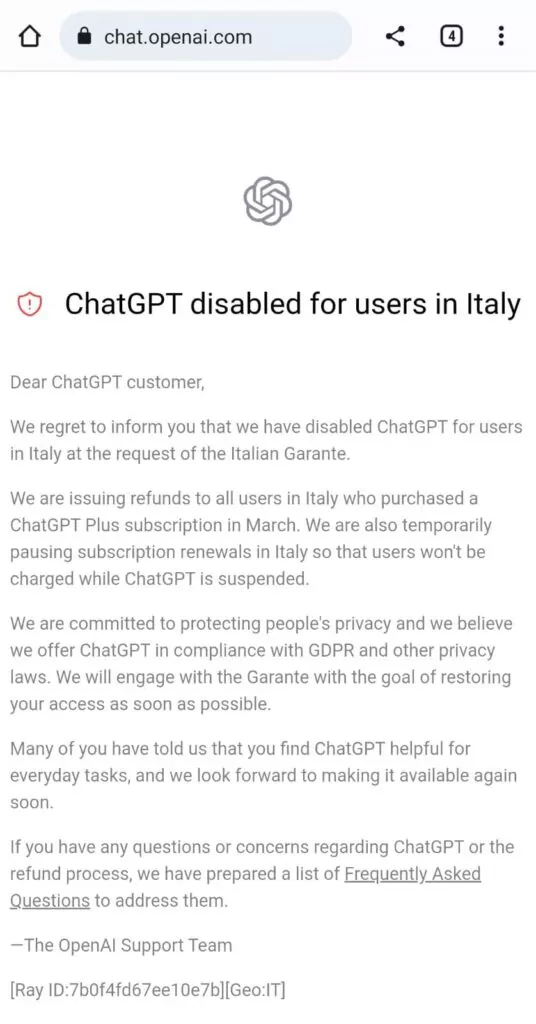 chat.openai.com
4
ChatGPT disabled for users in Italy
Dear ChatGPT customer,
We regret to inform you that we have disabled ChatGPT for users
in Italy at the request of the Italian Garante.
We are issuing refunds to all users in Italy who purchased a
ChatGPT Plus subscription in March. We are also temporarily
pausing subscription renewals in Italy so that users won't be
charged while ChatGPT is suspended.
We are committed to protecting people's privacy and we believe
we offer ChatGPT in compliance with GDPR and other privacy
laws. We will engage with the Garante with the goal of restoring
your access as soon as possible.
Many of you have told us that you find ChatGPT helpful for
everyday tasks, and we look forward to making it available again
soon.
If you have any questions or concerns regarding ChatGPT or the
refund process, we have prepared a list of Frequently Asked
Questions to address them.
—The OpenAI Support Team
[Ray ID:7b0f4fd67ee10e7b][Geo:IT]